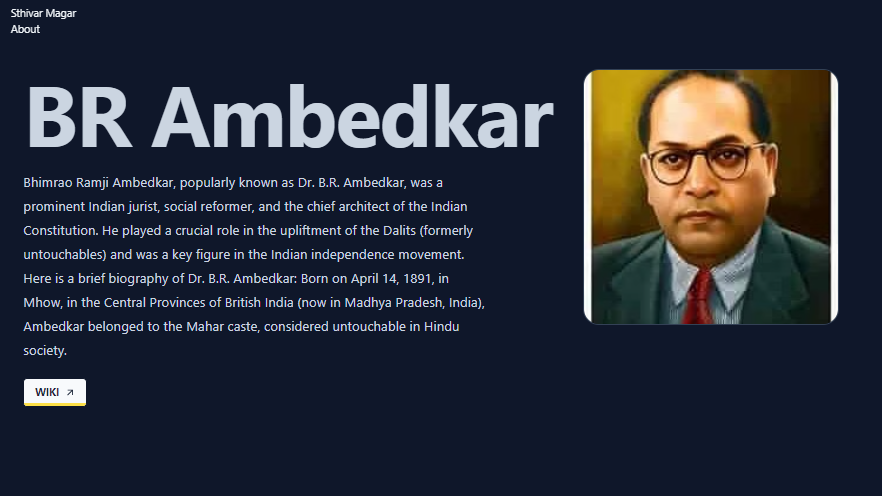 Sthivar Magar
About
BR Ambedkar
Bhimrao Ramji Ambedkar, popularly known as Dr. B.R. Ambedkar, was a
prominent Indian jurist, social reformer, and the chief architect of the Indian
Constitution. He played a crucial role in the upliftment of the Dalits (formerly
untouchables) and was a key figure in the Indian independence movement.
Here is a brief biography of Dr. B.R. Ambedkar: Born on April 14, 1891, in
Mhow, in the Central Provinces of British India (now in Madhya Pradesh, India),
Ambedkar belonged to the Mahar caste, considered untouchable in Hindu
society.
WIKI